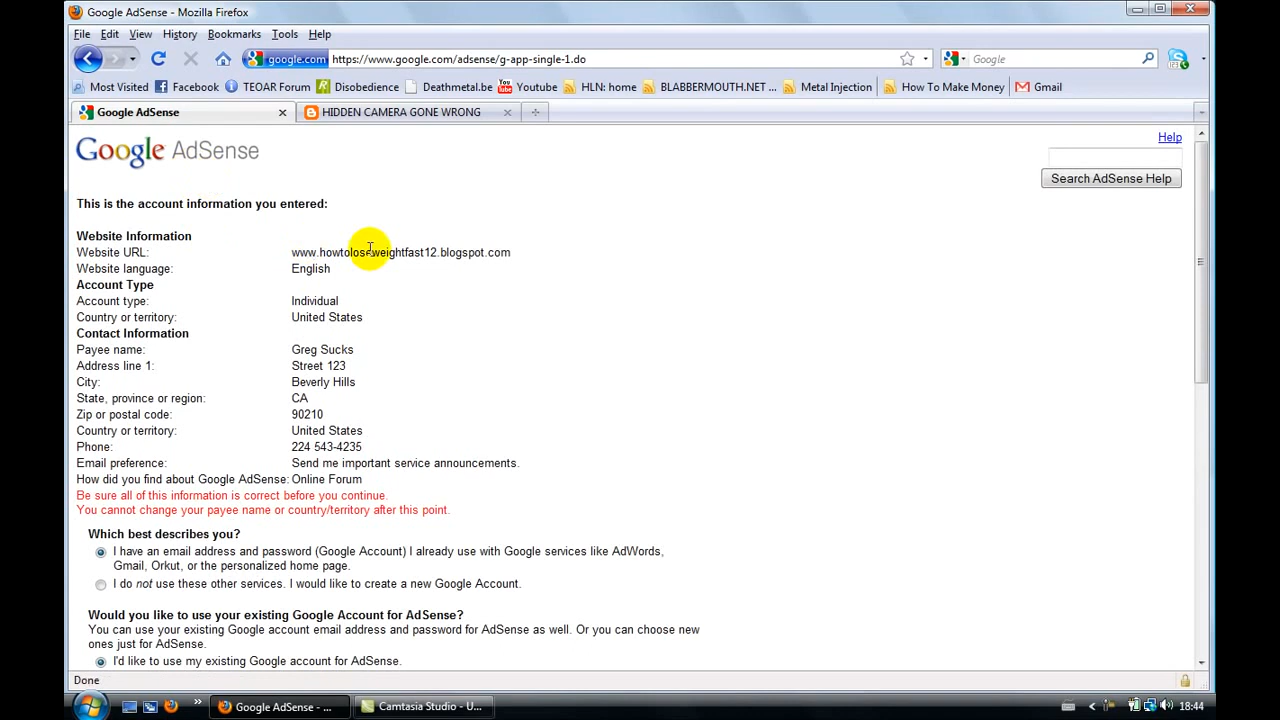 Google AdSense - Mozilla Firefox
File Edit View History Bookmarks Tools Help
google.com https://www.google.com/adsense/g-app-single-1.do Google
Most Visited Facebook TEOAR Forum Disobedience Deathmetal.be Youtube HLN: home BLABBERMOUTH.NET ... Metal Injection How To Make Money Gmail
Google AdSense HIDDEN CAMERA GONE WRONG
Help
Google AdSense
Search AdSense Help
This is the account information you entered:
Website Information
Website URL: www.howtoloseweightfast12.blogspot.com
Website language: English
Account Type
Account type: Individual
Country or territory: United States
Contact Information
Payee name: Greg Sucks
Address line 1: Street 123
City: Beverly Hills
State, province or region: CA
Zip or postal code: 90210
Country or territory: United States
Phone: 224 543-4235
Email preference: Send me important service announcements.
How did you find about Google AdSense: Online Forum
Be sure all of this information is correct before you continue.
You cannot change your payee name or country/territory after this point.
Which best describes you?
I have an email address and password (Google Account) I already use with Google services like AdWords,
Gmail, Orkut, or the personalized home page.
I do not use these other services. I would like to create a new Google Account.
Would you like to use your existing Google Account for AdSense?
You can use your existing Google account email address and password for AdSense as well. Or you can choose new
ones just for AdSense.
I'd like to use my existing Google account for AdSense.
Done
Google AdSense - ... Camtasia Studio - U... 18:44